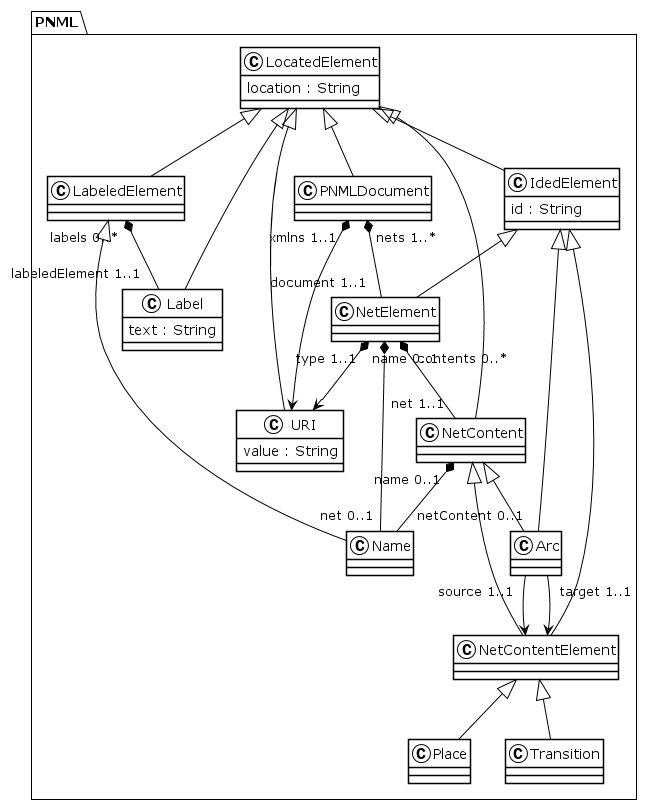 PNML
C LocatedElement
location : String
C LabeledElement
C PNMLDocument
C IdedElement
id : String
labels 0..*
xmlns 1..1
nets 1..*
labeledElement 1..1
document 1..1
C Label
text : String
C NetElement
type 1..1
name 0..1
contents 0..*
net 1..1
C URI
value : String
C NetContent
name 0..1
net 0..1
netContent 0..1
C Name
C Arc
source 1..1
target 1..1
C NetContentElement
C Place
C Transition